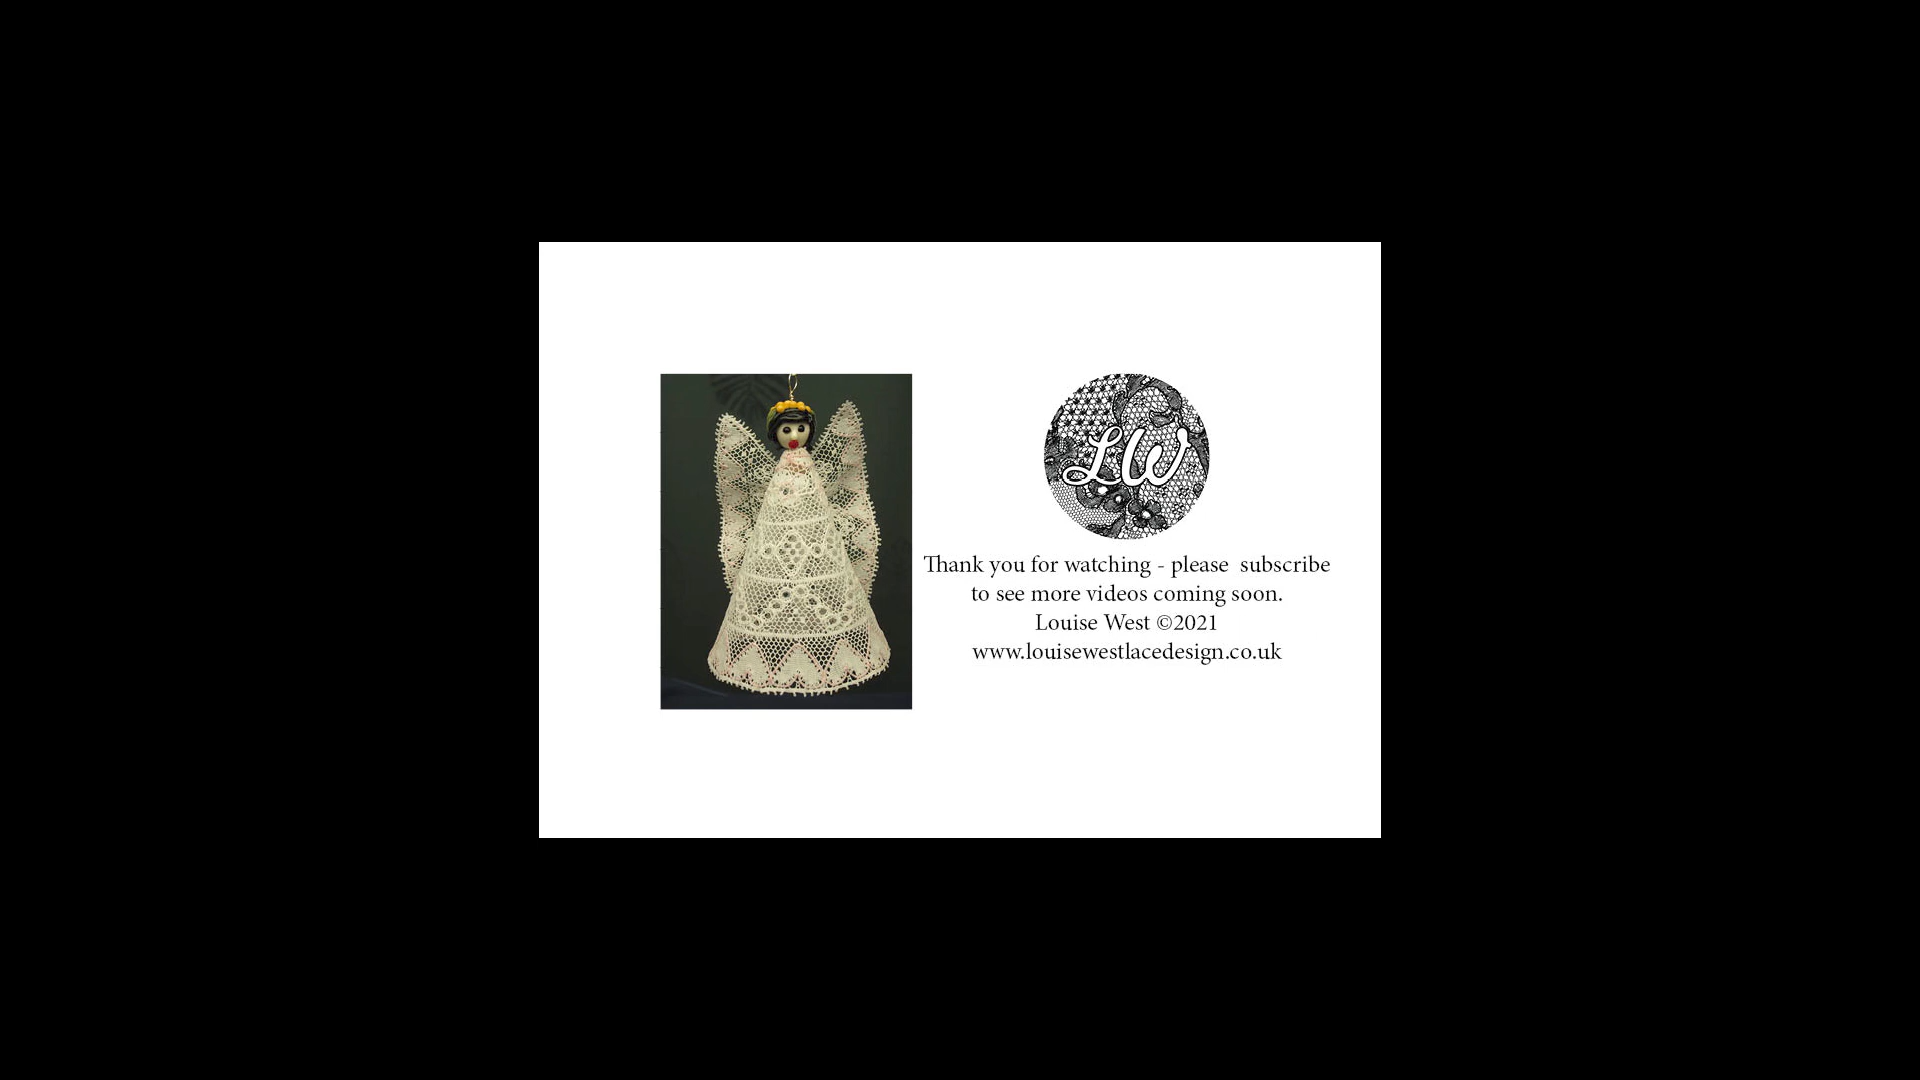 LW
Thank you for watching - please  subscribe
to see more videos coming soon.
Louise West ©2021
www.louisewestlacedesign.co.uk